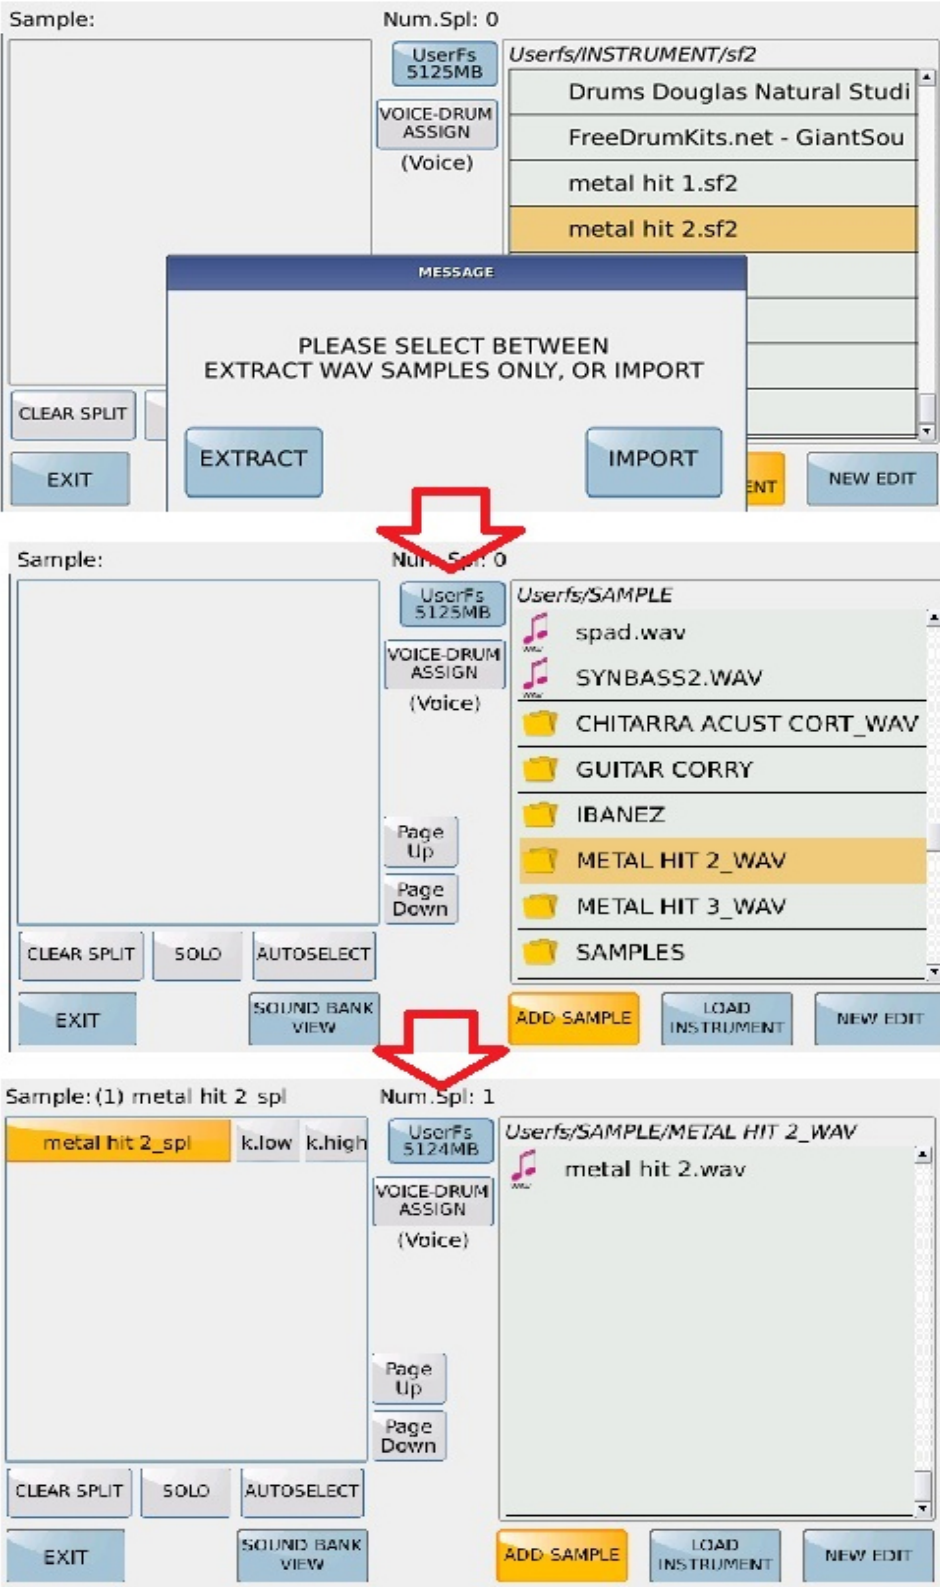 Sample:
Num.Spl: 0
UserFs
5125MB
Userfs/INSTRUMENT/sf2
Drums Douglas Natural Studi
VOICE-DRUM
ASSIGN
(Voice)
FreeDrumKits.net - GiantSou
metal hit 1.sf2
metal hit 2.sf2
MESSAGE
PLEASE SELECT BETWEEN
EXTRACT WAV SAMPLES ONLY, OR IMPORT
CLEAR SPLIT
EXTRACT
IMPORT
EXIT
ENT
NEW EDIT
Sample:
Num.Spl: 0
UserFs
5125MB
Userfs/SAMPLE
spad.wav
VOICE-DRUM
ASSIGN
(Voice)
SYNBASS2.WAV
CHITARRA ACUST CORT_WAV
GUITAR CORRY
IBANEZ
Page
Up
METAL HIT 2_WAV
Page
Down
METAL HIT 3_WAV
SAMPLES
CLEAR SPLIT
SOLO
AUTOSELECT
EXIT
SOUND BANK
VIEW
ADD SAMPLE
LOAD
INSTRUMENT
NEW EDIT
Sample: (1) metal hit 2_spl
Num.Spl: 1
metal hit 2_spl
k.low
k.high
UserFs
5124MB
Userfs/SAMPLE/METAL HIT 2_WAV
metal hit 2.wav
VOICE-DRUM
ASSIGN
(Voice)
Page
Up
Page
Down
CLEAR SPLIT
SOLO
AUTOSELECT
EXIT
SOUND BANK
VIEW
ADD SAMPLE
LOAD
INSTRUMENT
NEW EDIT